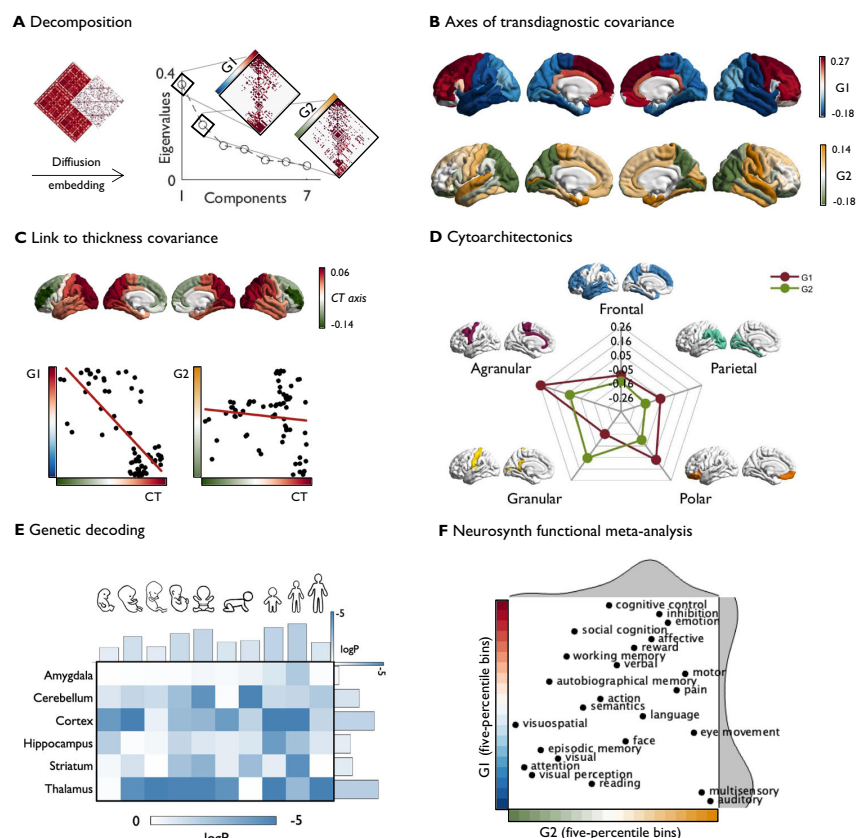 A Decomposition
Diffusion
embedding
0.4
Eigenvalues
0
1
Components
7
G1
G2
B Axes of transdiagnostic covariance
0.27
G1
-0.18
0.14
G2
-0.18
C Link to thickness covariance
0.06
CT axis
-0.14
G1
CT
G2
CT
D Cytoarchitectonics
G1
G2
Frontal
0.26
0.16
0.05
-0.05
-0.16
-0.26
Agranular
Parietal
Granular
Polar
E Genetic decoding
-5
logP
-5
Amygdala
Cerebellum
Cortex
Hippocampus
Striatum
Thalamus
0
-5
logP
F Neurosynth functional meta-analysis
G1 (five-percentile bins)
cognitive control
inhibition
emotion
social cognition
affective
reward
working memory
verbal
motor
autobiographical memory
pain
action
semantics
language
visuospatial
eye movement
face
episodic memory
visual
attention
visual perception
reading
multisensory
auditory
G2 (five-percentile bins)